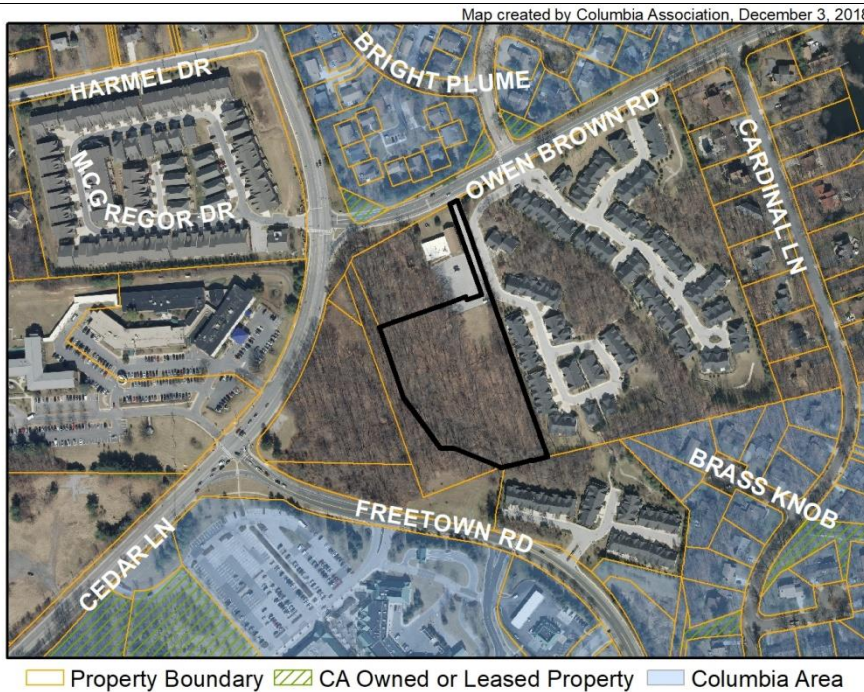 Map created by Columbia Association, December 3, 2018
HARMEL DR
BRIGHT PLUME
MCGREGOR DR
OWEN BROWN RD
CARDINAL LN
BRASS KNOB
FREETOWN RD
CEDAR LN
Property Boundary CA Owned or Leased Property Columbia Area